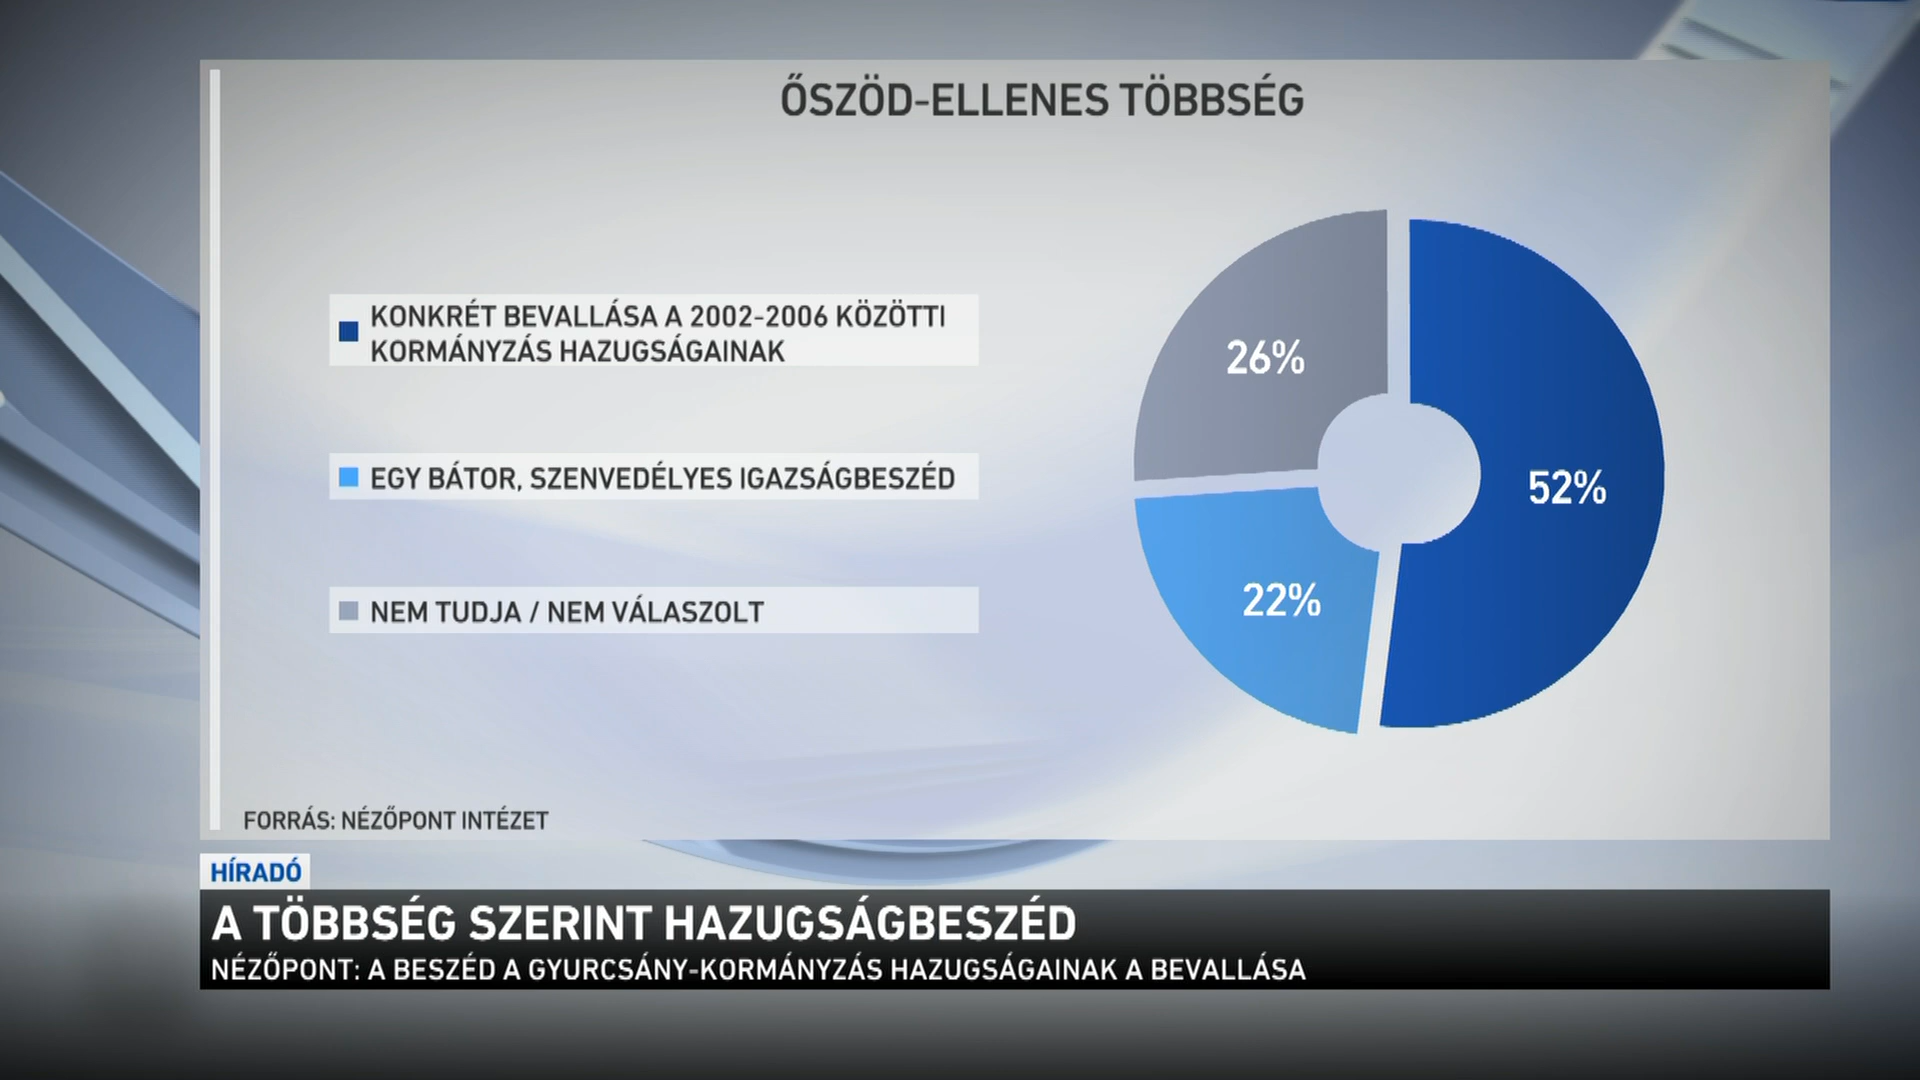 ŐSZÖD-ELLENES TÖBBSÉG
KONKRÉT BEVALLÁSA A 2002-2006 KÖZÖTTI
KORMÁNYZÁS HAZUGSÁGAINAK
EGY BÁTOR, SZENVEDÉLYES IGAZSÁGBESZÉD
NEM TUDJA / NEM VÁLASZOLT
26%
52%
22%
FORRÁS: NÉZŐPONT INTÉZET
HÍRADÓ
A TÖBBSÉG SZERINT HAZUGSÁGBESZÉD
NÉZŐPONT: A BESZÉD A GYURCSÁNY-KORMÁNYZÁS HAZUGSÁGAINAK A BEVALLÁSA